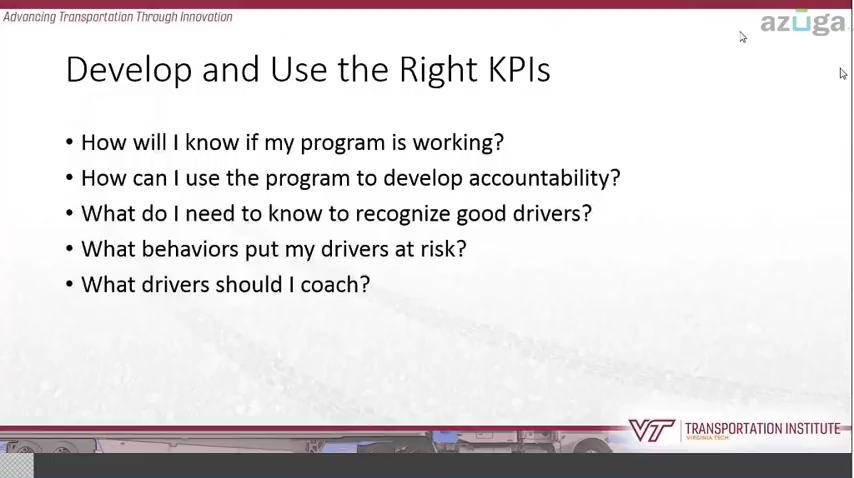 Advancing Transportation Through Innovation
azuga
Develop and Use the Right KPIs
• How will I know if my program is working?
• How can I use the program to develop accountability?
• What do I need to know to recognize good drivers?
• What behaviors put my drivers at risk?
• What drivers should I coach?
VT TRANSPORTATION INSTITUTE
VIRGINIA TECH